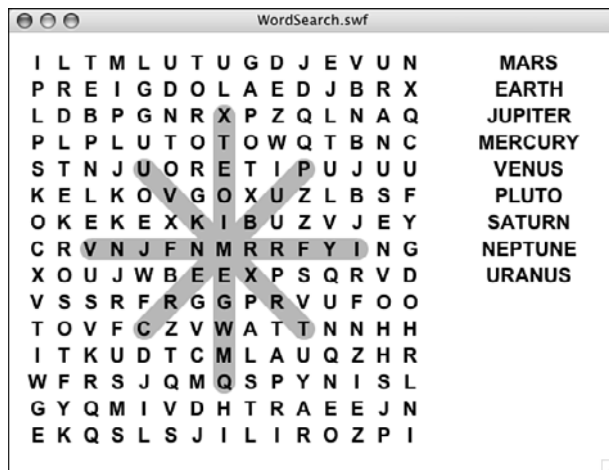 WordSearch.swf
I L T M L U T U G D J E V U N MARS
P R E I G D O L A E D J B R X EARTH
L D B P G N R X P Z Q L N A Q JUPITER
P L P L U T O T O W Q T B N C MERCURY
S T N J U O R E T I P U J U U VENUS
K E L K O V G O X U Z L B S F PLUTO
O K E K E X K I B U Z V J E Y SATURN
C R V N J F N M R R F Y I N G NEPTUNE
X O U J W B E E X P S Q R V D URANUS
V S S R F R G G P R V U F O O
T O V F C Z V W A T T N N H H
I T K U D T C M L A U Q Z H R
W F R S J Q M Q S P Y N I S L
G Y Q M I V D H T R A E E J N
E K Q S L S J I L I R O Z P I